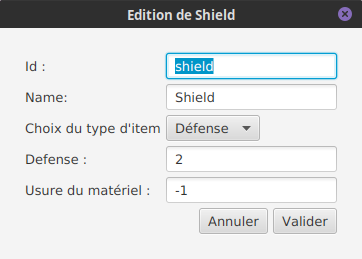 Edition de Shield
Id : shield
Name: Shield
Choix du type d'item Défense
Defense : 2
Usure du matériel : -1
Annuler Valider